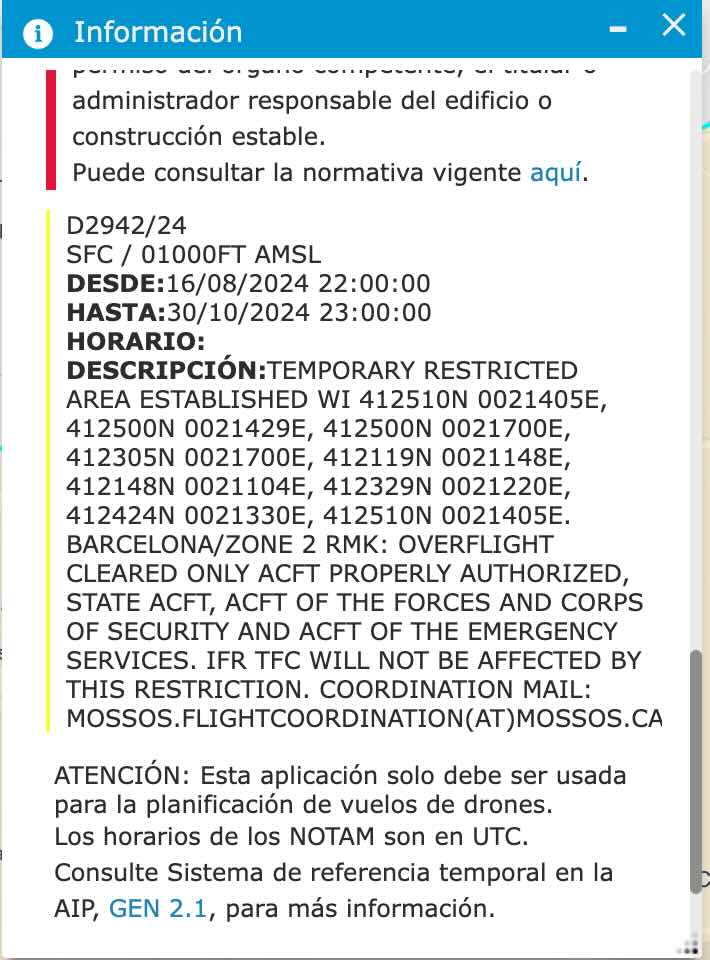 Información
administrador responsable del edificio o
construcción estable.
Puede consultar la normativa vigente aquí.
D2942/24
SFC / 01000FT AMSL
DESDE:16/08/2024 22:00:00
HASTA:30/10/2024 23:00:00
HORARIO:
DESCRIPCIÓN:TEMPORARY RESTRICTED
AREA ESTABLISHED WI 412510N 0021405E,
412500N 0021429E, 412500N 0021700E,
412305N 0021700E, 412119N 0021148E,
412148N 0021104E, 412329N 0021220E,
412424N 0021330E, 412510N 0021405E.
BARCELONA/ZONE 2 RMK: OVERFLIGHT
CLEARED ONLY ACFT PROPERLY AUTHORIZED,
STATE ACFT, ACFT OF THE FORCES AND CORPS
OF SECURITY AND ACFT OF THE EMERGENCY
SERVICES. IFR TFC WILL NOT BE AFFECTED BY
THIS RESTRICTION. COORDINATION MAIL:
MOSSOS.FLIGHTCOORDINATION(AT)MOSSOS.CA
ATENCIÓN: Esta aplicación solo debe ser usada
para la planificación de vuelos de drones.
Los horarios de los NOTAM son en UTC.
Consulte Sistema de referencia temporal en la
AIP, GEN 2.1, para más información.